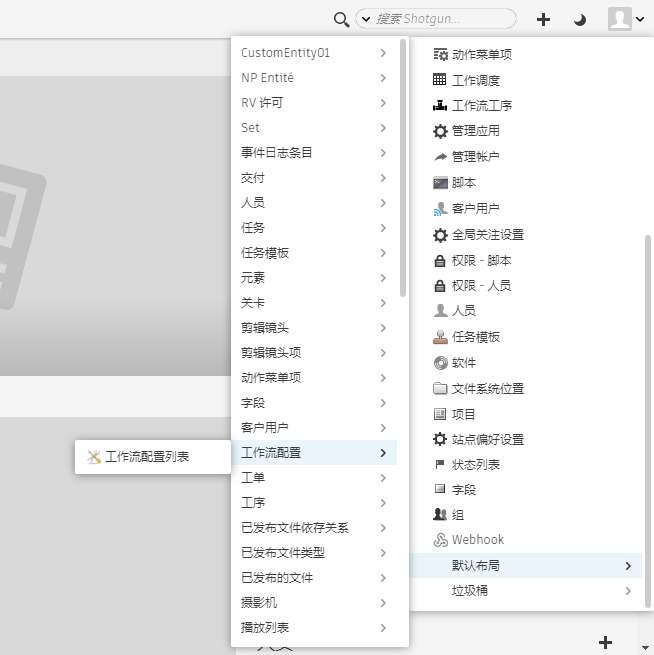 搜索 Shotgun...
CustomEntity01
NP Entité
RV 许可
Set
事件日志条目
交付
人员
任务
任务模板
元素
关卡
剪辑镜头
剪辑镜头项
动作菜单项
字段
客户用户
工作流配置
工单
工序
已发布文件依存关系
已发布文件类型
已发布的文件
摄影机
播放列表
工作流配置列表
动作菜单项
工作调度
工作流工序
管理应用
管理帐户
脚本
客户用户
全局关注设置
权限 - 脚本
权限 - 人员
人员
任务模板
软件
文件系统位置
项目
站点偏好设置
状态列表
字段
组
Webhook
默认布局
垃圾桶